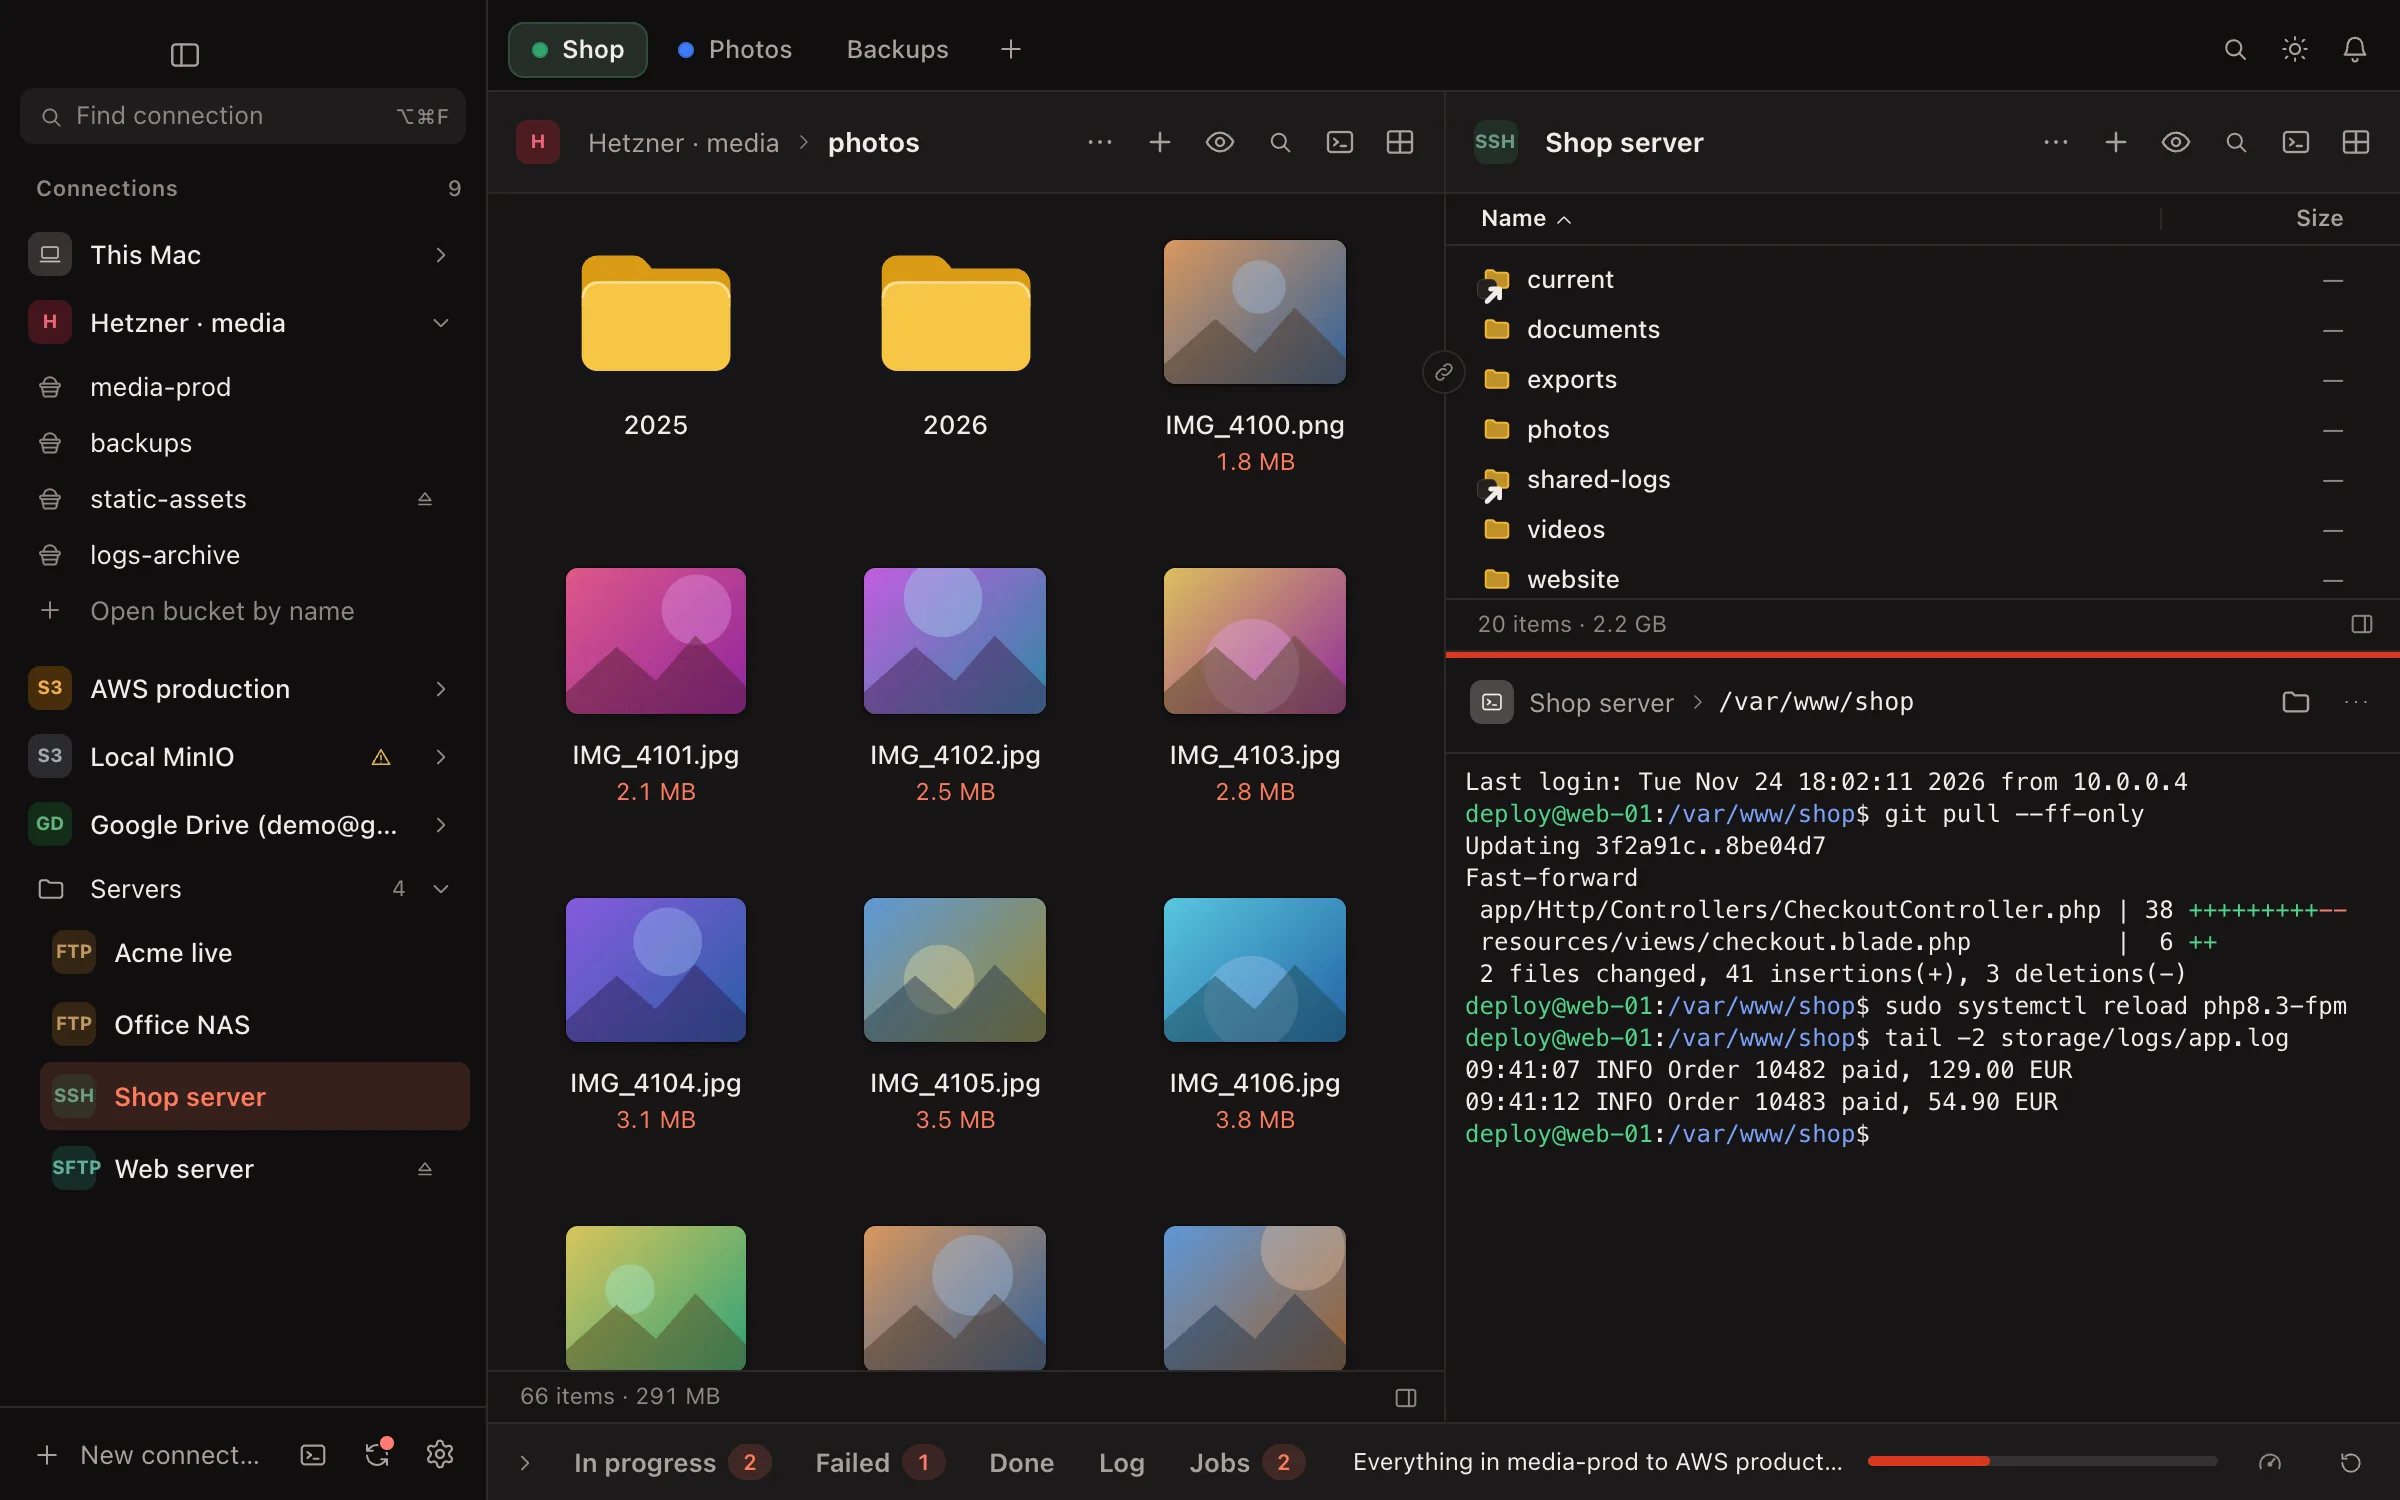 Find connection ⌥⌘F
Connections 9
This Mac
H Hetzner · media
media-prod
backups
static-assets
logs-archive
Open bucket by name
S3 AWS production
S3 Local MinIO
GD Google Drive (demo@g...
Servers 4
FTP Acme live
FTP Office NAS
SSH Shop server
SFTP Web server
New connect...
Shop Photos Backups
H Hetzner · media photos
2025 2026 IMG_4100.png
1.8 MB
IMG_4101.jpg IMG_4102.jpg IMG_4103.jpg
2.1 MB 2.5 MB 2.8 MB
IMG_4104.jpg IMG_4105.jpg IMG_4106.jpg
3.1 MB 3.5 MB 3.8 MB
66 items · 291 MB
SSH Shop server
Name Size
current —
documents —
exports —
photos —
shared-logs —
videos —
website —
20 items · 2.2 GB
Shop server /var/www/shop
Last login: Tue Nov 24 18:02:11 2026 from 10.0.0.4
deploy@web-01:/var/www/shop$ git pull --ff-only
Updating 3f2a91c..8be04d7
Fast-forward
app/Http/Controllers/CheckoutController.php | 38 +++++++++--
resources/views/checkout.blade.php | 6 ++
2 files changed, 41 insertions(+), 3 deletions(-)
deploy@web-01:/var/www/shop$ sudo systemctl reload php8.3-fpm
deploy@web-01:/var/www/shop$ tail -2 storage/logs/app.log
09:41:07 INFO Order 10482 paid, 129.00 EUR
09:41:12 INFO Order 10483 paid, 54.90 EUR
deploy@web-01:/var/www/shop$
In progress 2 Failed 1 Done Log Jobs 2 Everything in media-prod to AWS product...